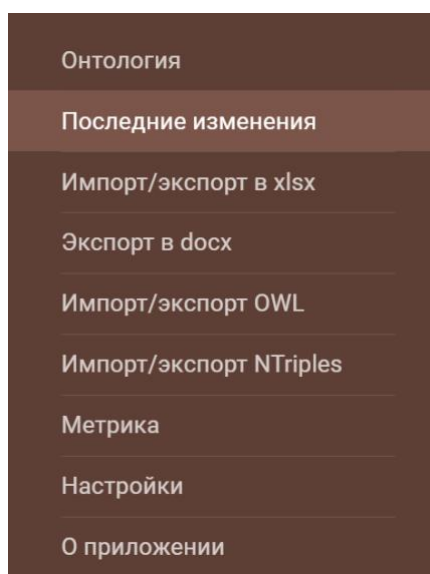 Онтология
Последние изменения
Импорт/экспорт в xlsx
Экспорт в docx
Импорт/экспорт OWL
Импорт/экспорт NTriples
Метрика
Настройки
О приложении